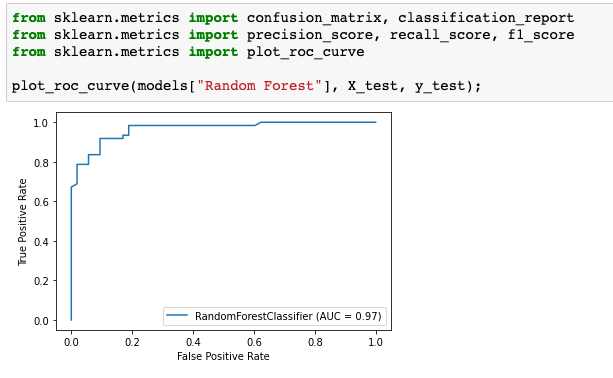 from sklearn.metrics import confusion_matrix, classification_report
from sklearn.metrics import precision_score, recall_score, f1_score
from sklearn.metrics import plot_roc_curve
plot_roc_curve(models["Random Forest"], X_test, y_test);
1.0
0.8
0.6
0.4
0.2
0.0
True Positive Rate
RandomForestClassifier (AUC = 0.97)
0.0 0.2 0.4 0.6 0.8 1.0
False Positive Rate